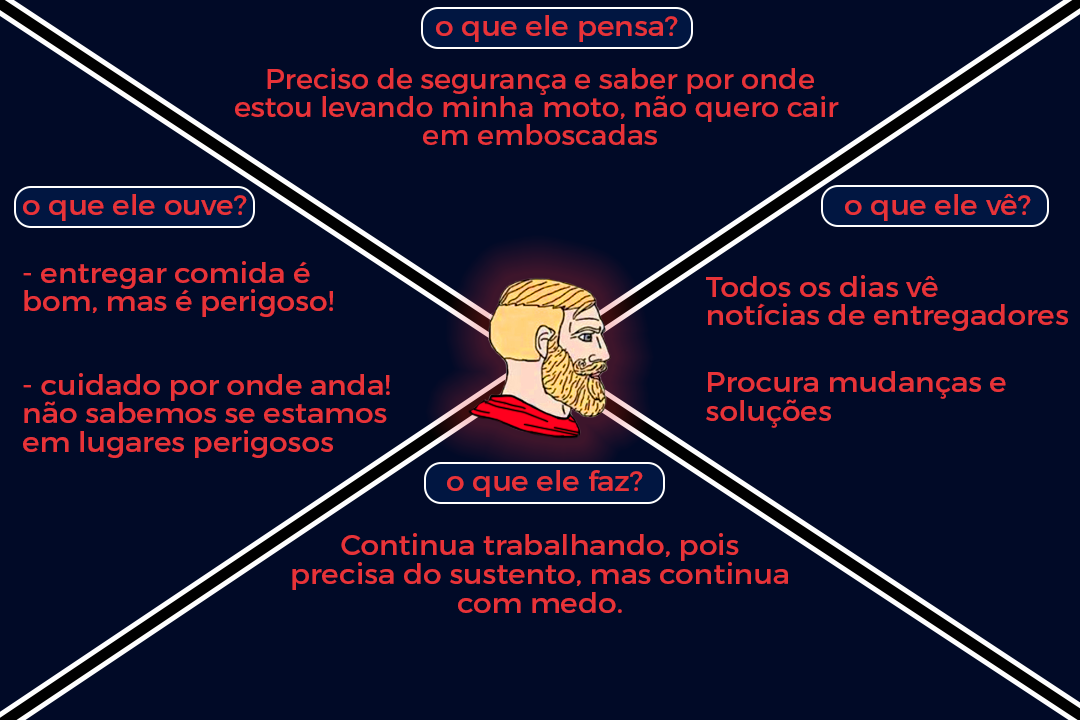 o que ele pensa?
Preciso de segurança e saber por onde
estou levando minha moto, não quero cair
em emboscadas
o que ele ouve?
- entregar comida é
bom, mas é perigoso!
- cuidado por onde anda!
não sabemos se estamos
em lugares perigosos
o que ele vê?
Todos os dias vê
notícias de entregadores
Procura mudanças e
soluções
o que ele faz?
Continua trabalhando, pois
precisa do sustento, mas continua
com medo.